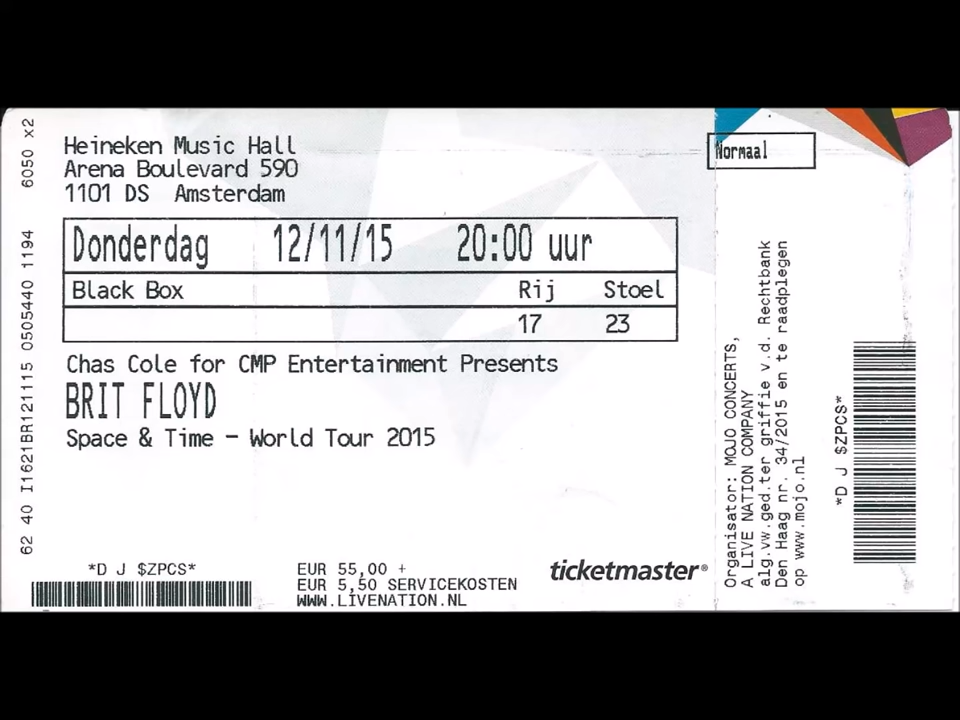 Heineken Music Hall
Arena Boulevard 590
1101 DS Amsterdam
Donderdag 12/11/15 20:00 uur
Black Box Rij Stoel
17 23
Chas Cole for CMP Entertainment Presents
BRIT FLOYD
Space & Time – World Tour 2015
*D J $ZPCS*
EUR 55,00 +
EUR 5,50 SERVICEKOSTEN
WWW.LIVENATION.NL
ticketmaster®
62 40 I1621BR121115 0505440 1194 6050 x2
Normaal
Organisator: MOJO CONCERTS,
A LIVE NATION COMPANY
alg.vw.ged.ter griffie v.d. Rechtbank
Den Haag nr. 34/2015 en te raadplegen
op www.mojo.nl
*D J $ZPCS*